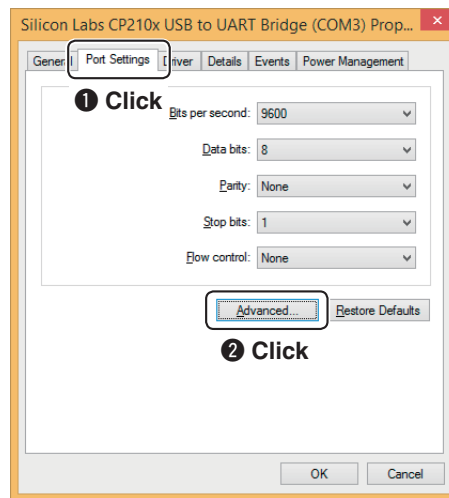 Silicon Labs CP210x USB to UART Bridge (COM3) Prop...
General Port Settings Driver Details Events Power Management
❶ Click
Bits per second: 9600
Data bits: 8
Parity: None
Stop bits: 1
Flow control: None
Advanced... Restore Defaults
❷ Click
OK Cancel